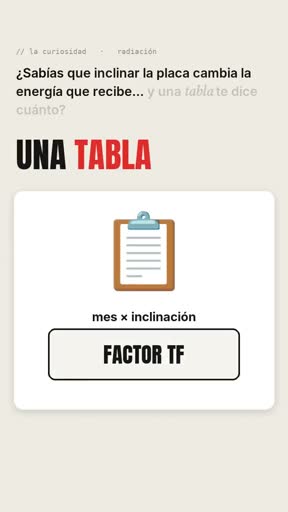 // la curiosidad · radiación
¿Sabías que inclinar la placa cambia la
energía que recibe... y una tabla te dice
cuánto?
UNA TABLA
mes × inclinación
FACTOR TF